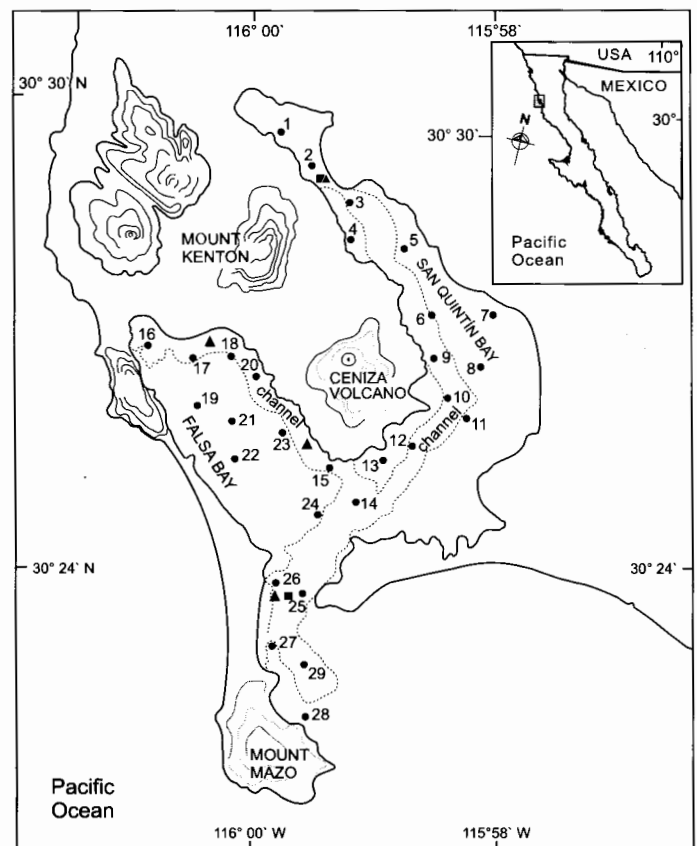 116° 00'
115° 58'
30° 30' N
USA
110°
MEXICO
30° 30'
30°
N
Pacific
Ocean
1
2
3
4
5
SAN QUINTÍN BAY
MOUNT
KENTON
6
7
16
18
17
20
9
8
CENIZA
VOLCANO
10
19
channel
21
23
11
channel
12
FALSA BAY
22
15
13
24
14
30° 24' N
30° 24'
26
25
27
29
28
MOUNT
MAZO
Pacific
Ocean
116° 00' W
115° 58' W